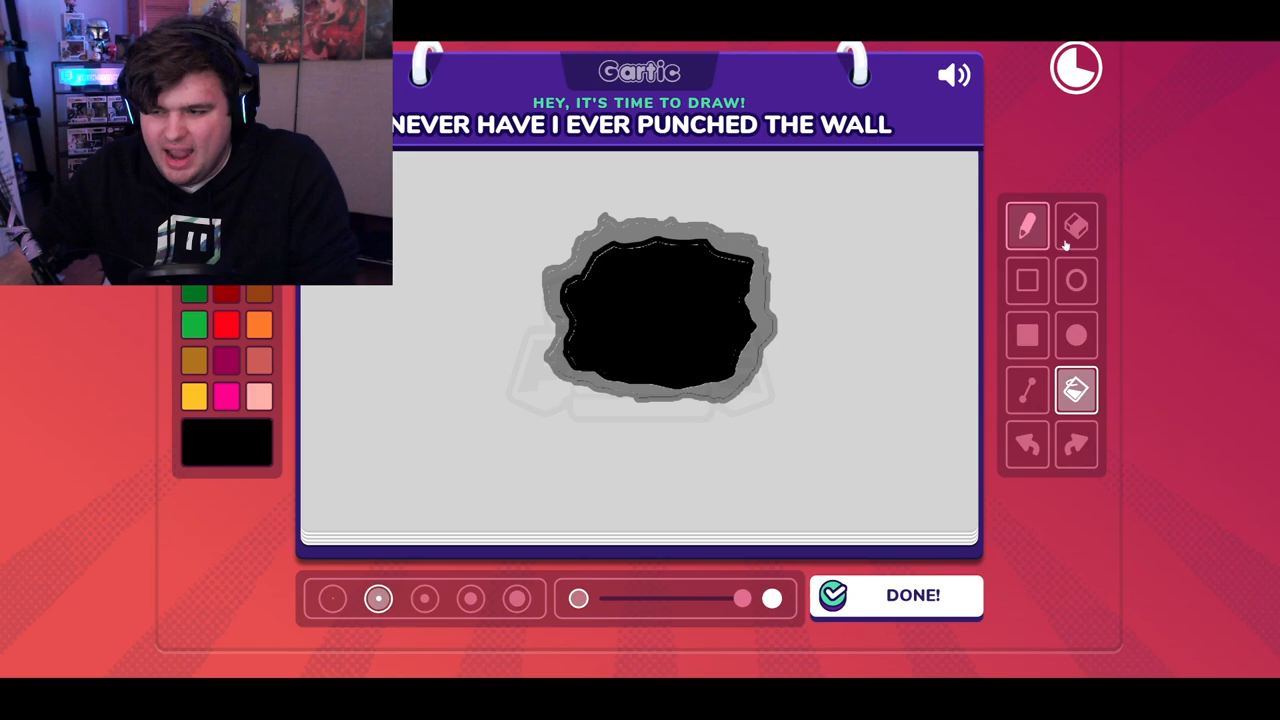 Gartic
HEY, IT'S TIME TO DRAW!
NEVER HAVE I EVER PUNCHED THE WALL
DONE!